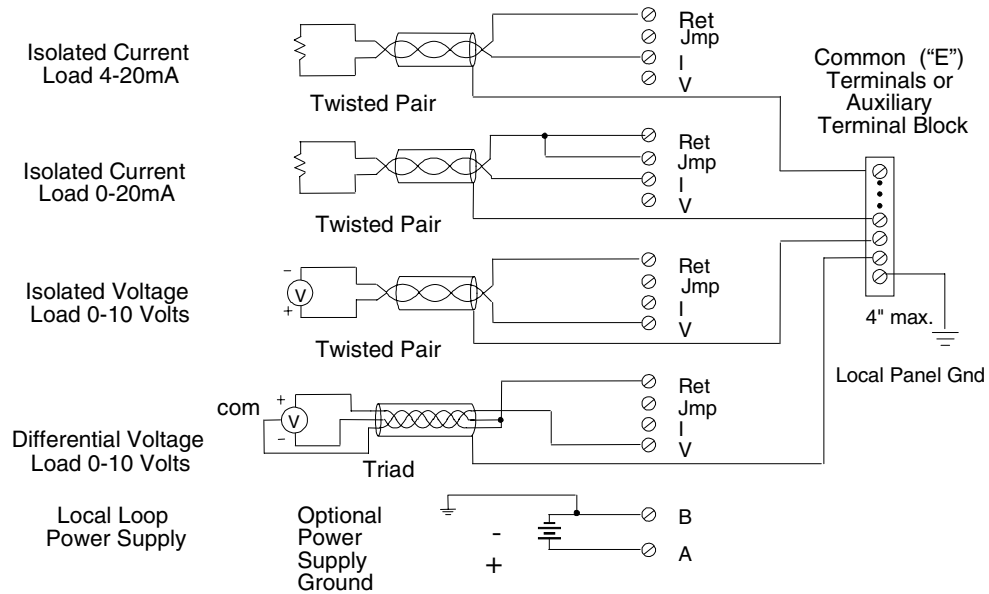 Isolated Current
Load 4-20mA
Twisted Pair
Ret
Jmp
I
V
Common ("E")
Terminals or
Auxiliary
Terminal Block
Isolated Current
Load 0-20mA
Twisted Pair
Ret
Jmp
I
V
Isolated Voltage
Load 0-10 Volts
-
V
+
Twisted Pair
Ret
Jmp
I
V
4" max.
Local Panel Gnd
Differential Voltage
Load 0-10 Volts
com
+
V
-
Triad
Ret
Jmp
I
V
Local Loop
Power Supply
Optional
Power
Supply
Ground
-
+
B
A